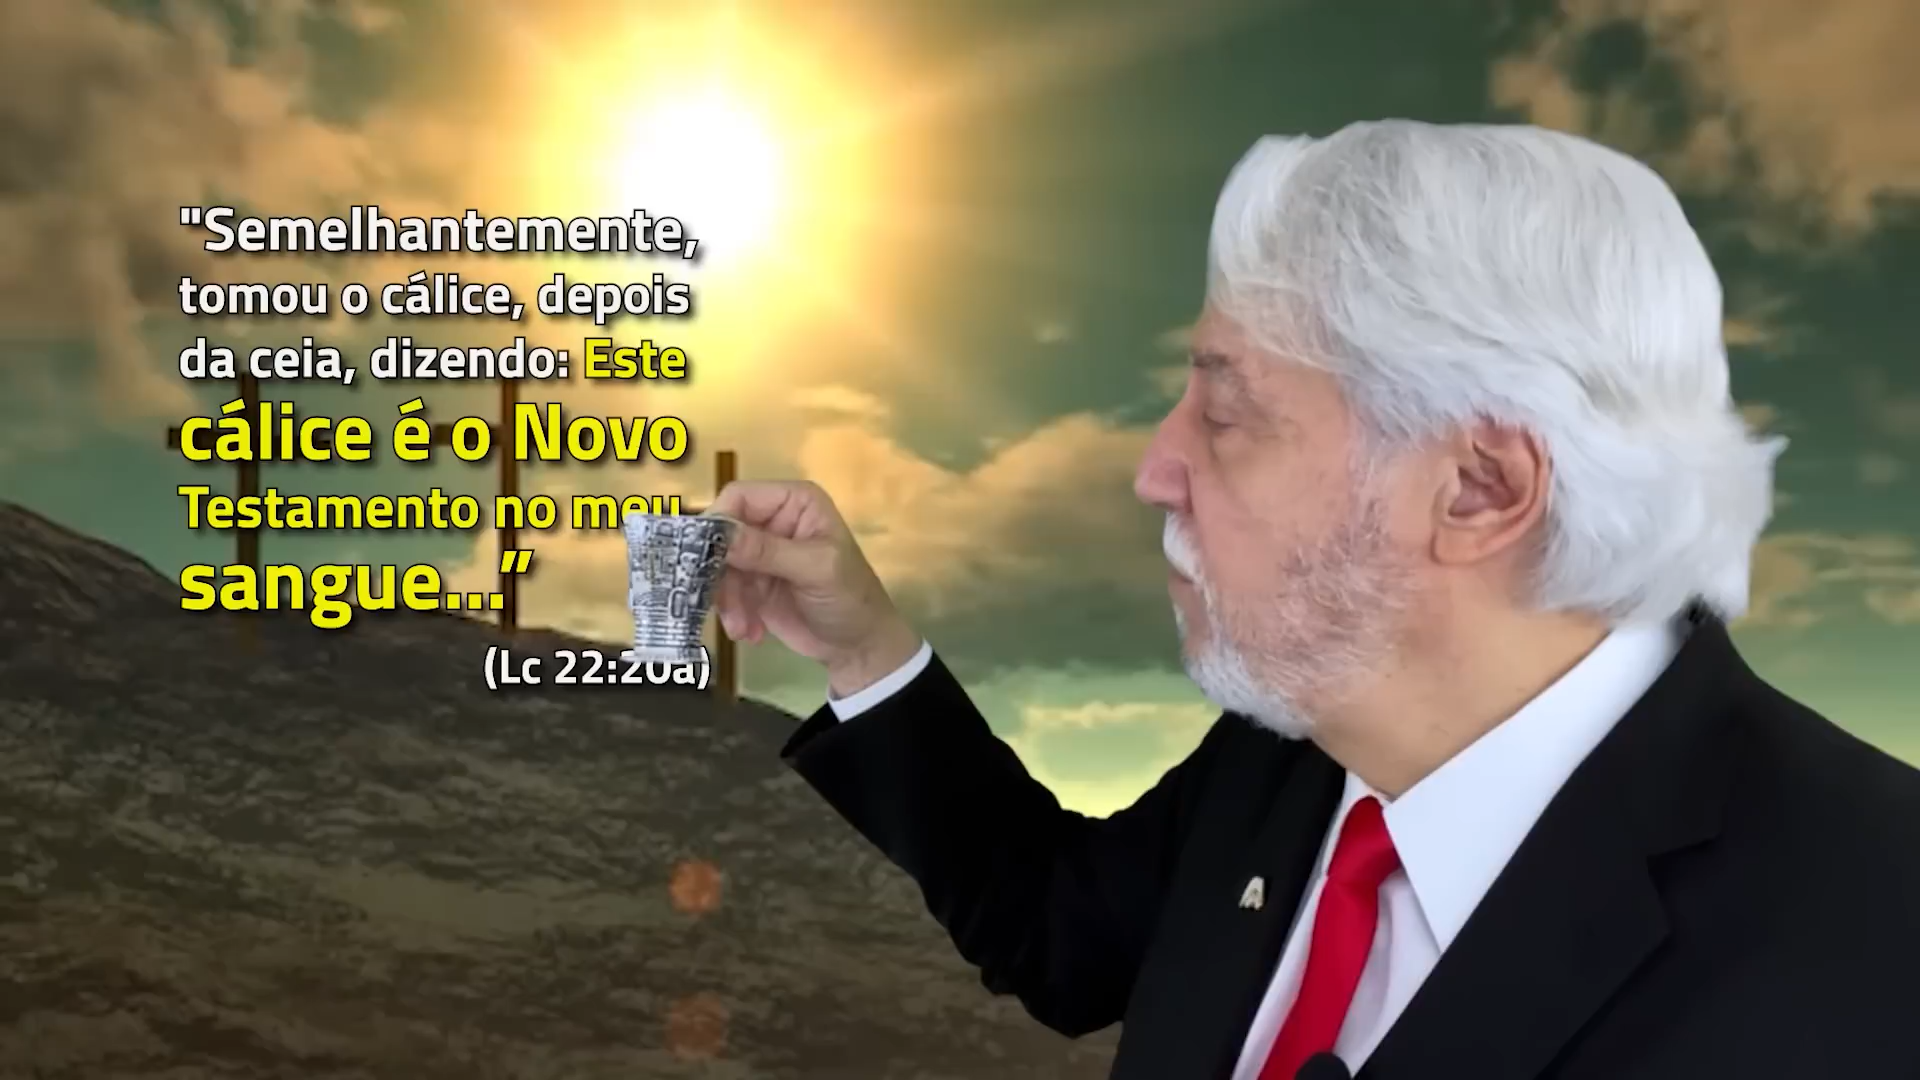 "Semelhantemente,
tomou o cálice, depois
da ceia, dizendo: Este
cálice é o Novo
Testamento no meu
sangue...”
(Lc 22:20a)
A